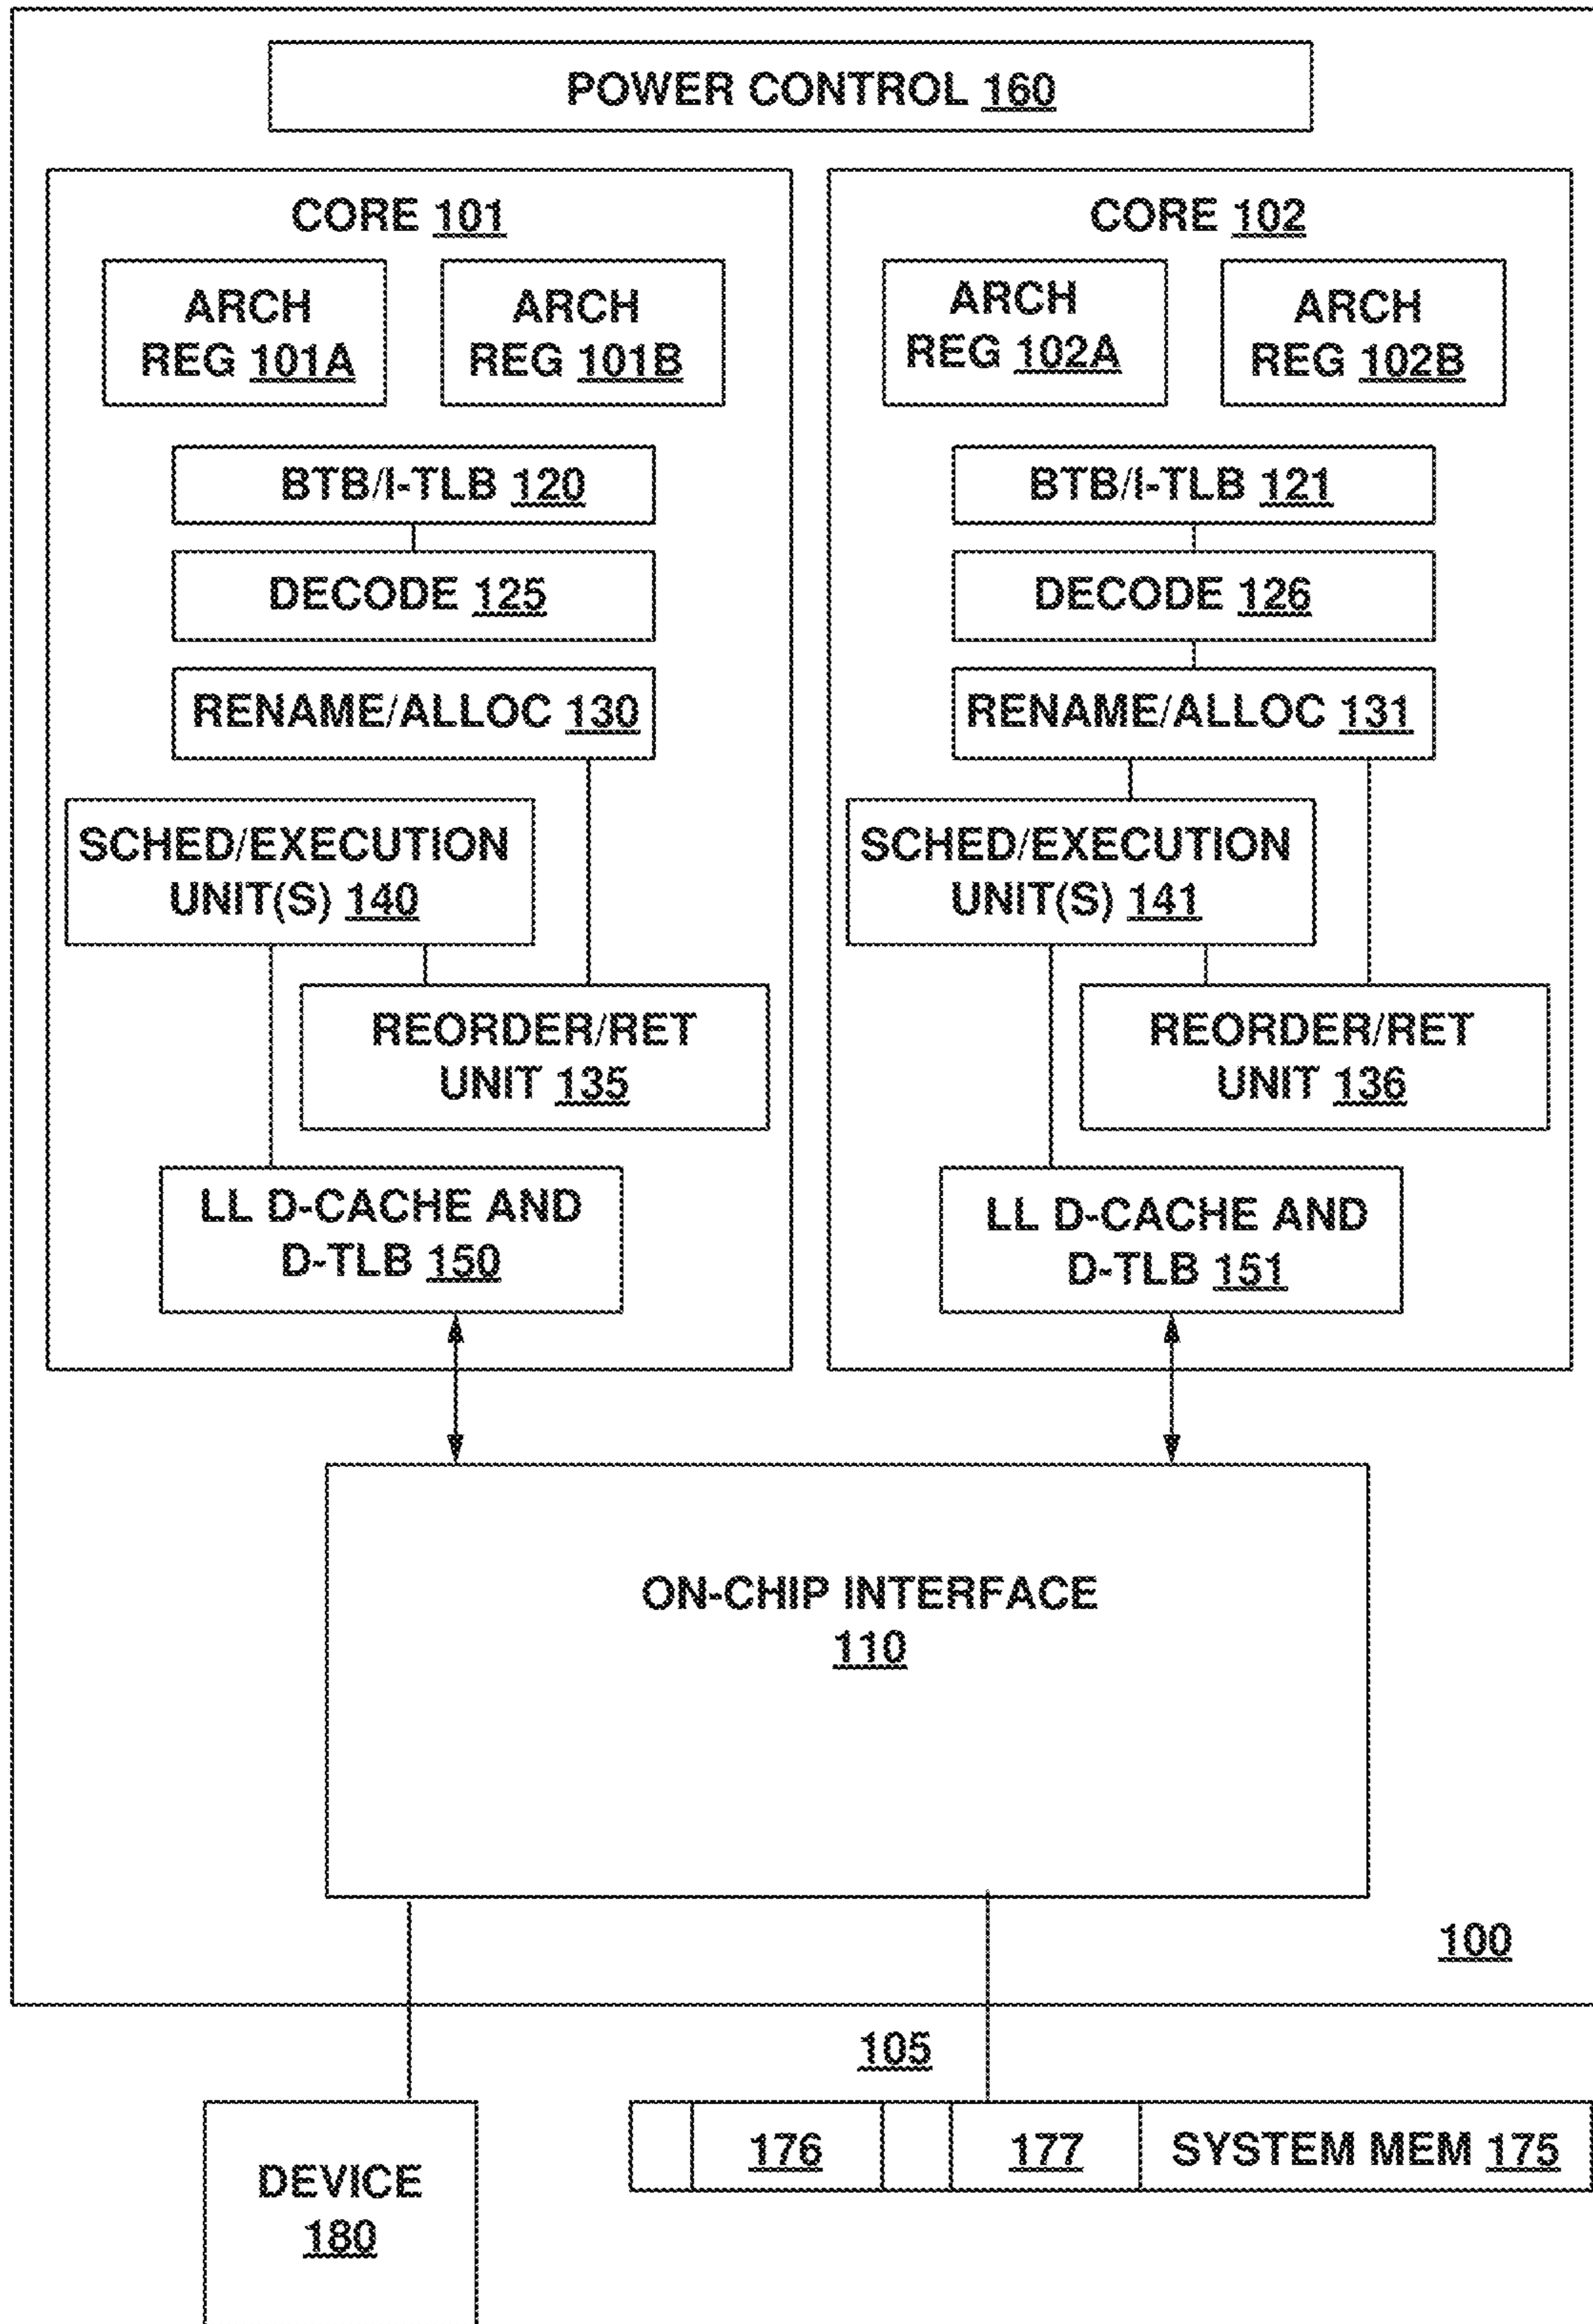 POWER CONTROL 160
CORE 101
ARCH
REG 101A
ARCH
REG 101B
BTB/I-TLB 120
DECODE 125
RENAME/ALLOC 130
SCHED/EXECUTION
UNIT(S) 140
REORDER/RET
UNIT 135
LL D-CACHE AND
D-TLB 150
CORE 102
ARCH
REG 102A
ARCH
REG 102B
BTB/I-TLB 121
DECODE 126
RENAME/ALLOC 131
SCHED/EXECUTION
UNIT(S) 141
REORDER/RET
UNIT 136
LL D-CACHE AND
D-TLB 151
ON-CHIP INTERFACE
110
100
105
176
177
SYSTEM MEM 175
DEVICE
180